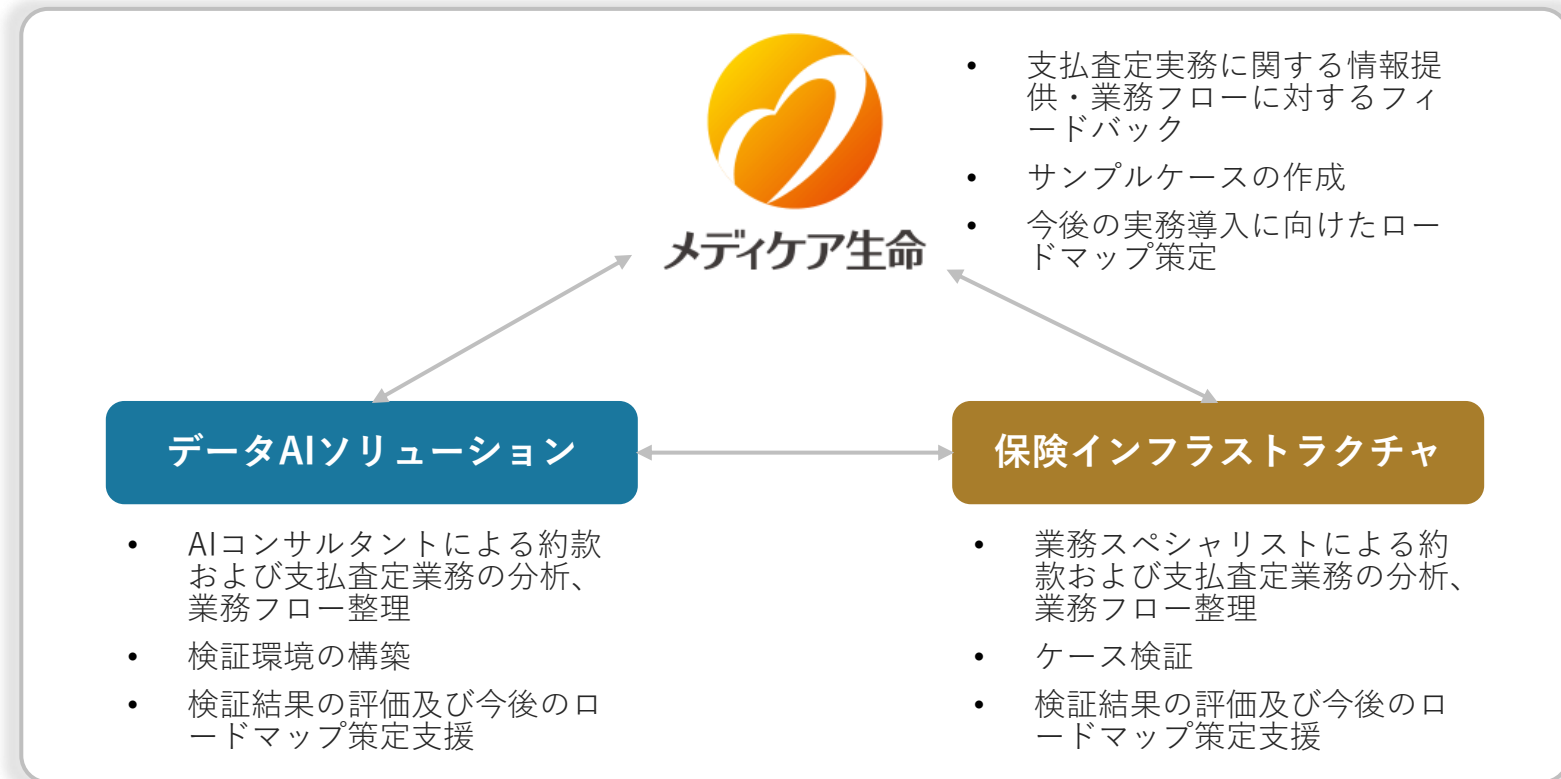 • 支払査定実務に関する情報提
供・業務フローに対するフィ
ードバック
• サンプルケースの作成
• 今後の実務導入に向けたロー
ドマップ策定
メディケア生命
データAIソリューション
• AIコンサルタントによる約款
および支払査定業務の分析、
業務フロー整理
• 検証環境の構築
• 検証結果の評価及び今後のロ
ードマップ策定支援
保険インフラストラクチャ
• 業務スペシャリストによる約
款および支払査定業務の分析、
業務フロー整理
• ケース検証
• 検証結果の評価及び今後のロ
ードマップ策定支援